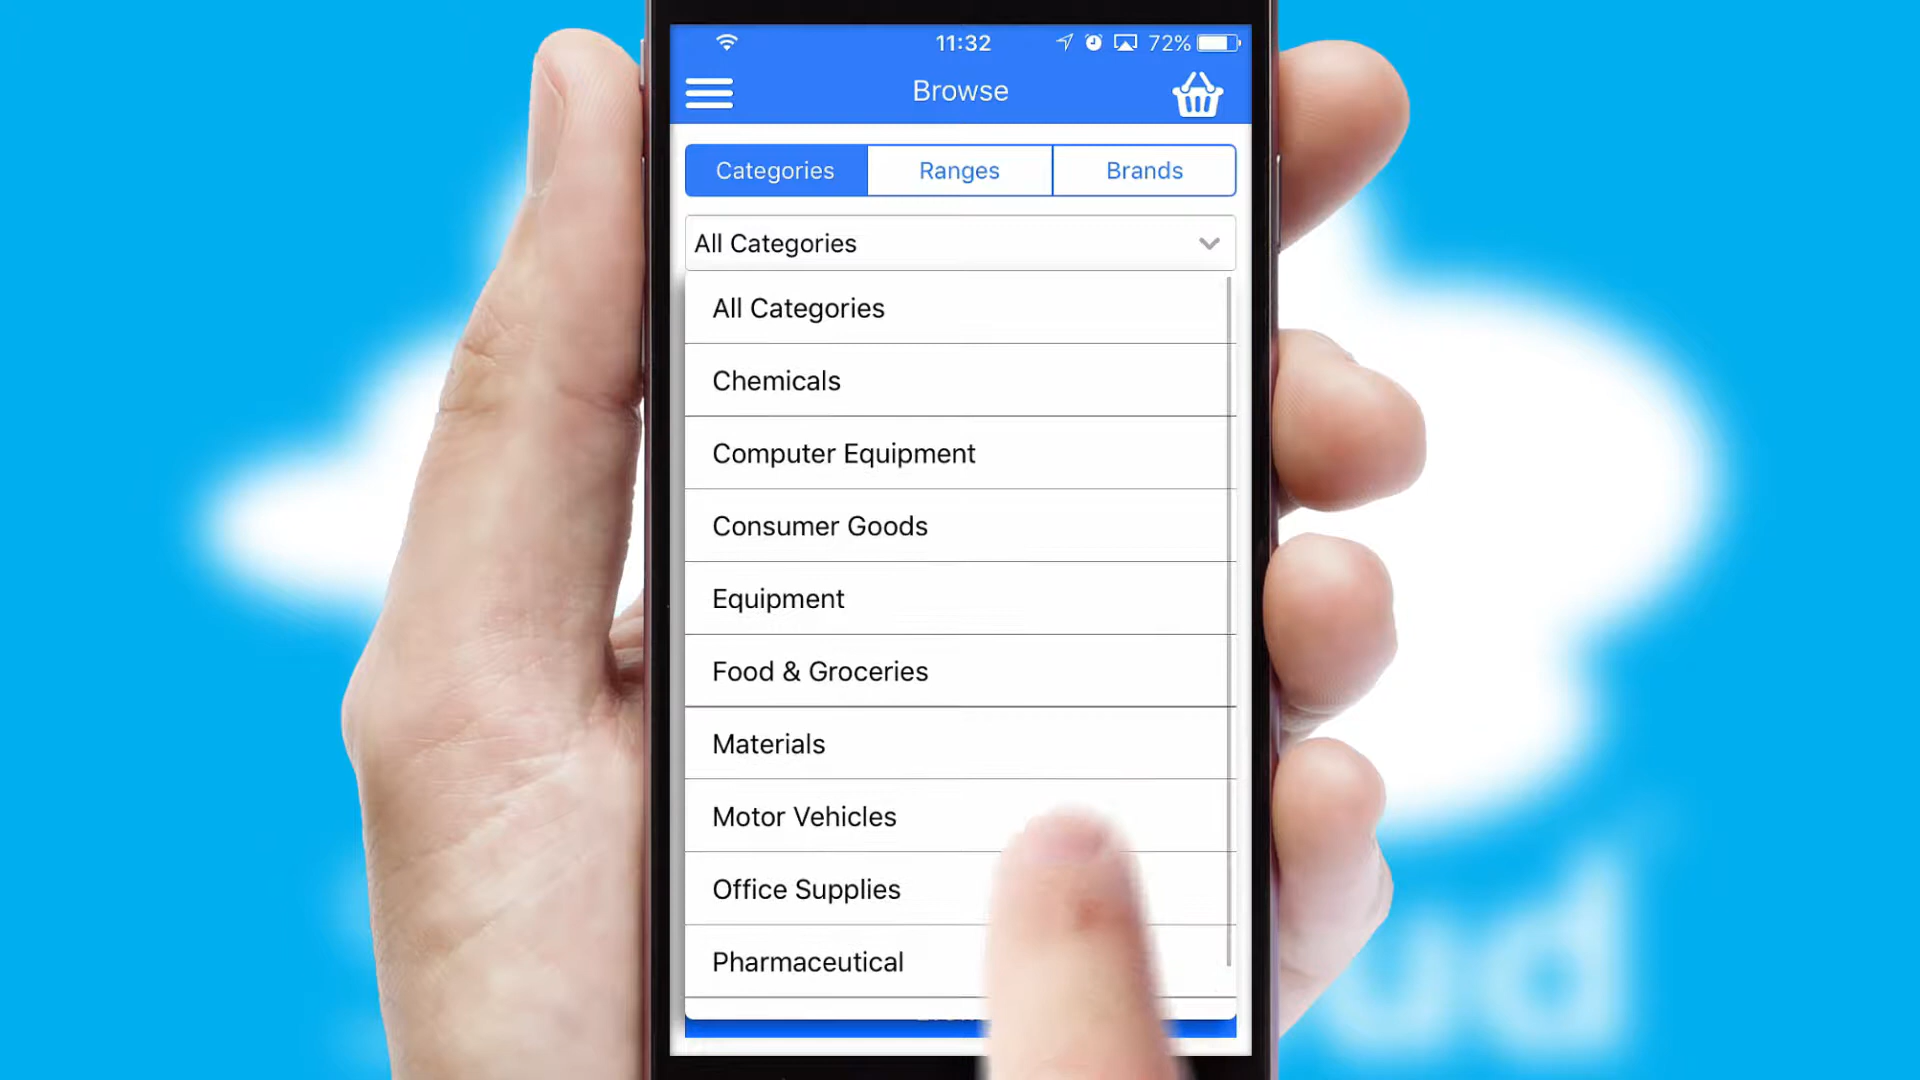 11:32
72%
Browse
Categories
Ranges
Brands
All Categories
All Categories
Chemicals
Computer Equipment
Consumer Goods
Equipment
Food & Groceries
Materials
Motor Vehicles
Office Supplies
Pharmaceutical